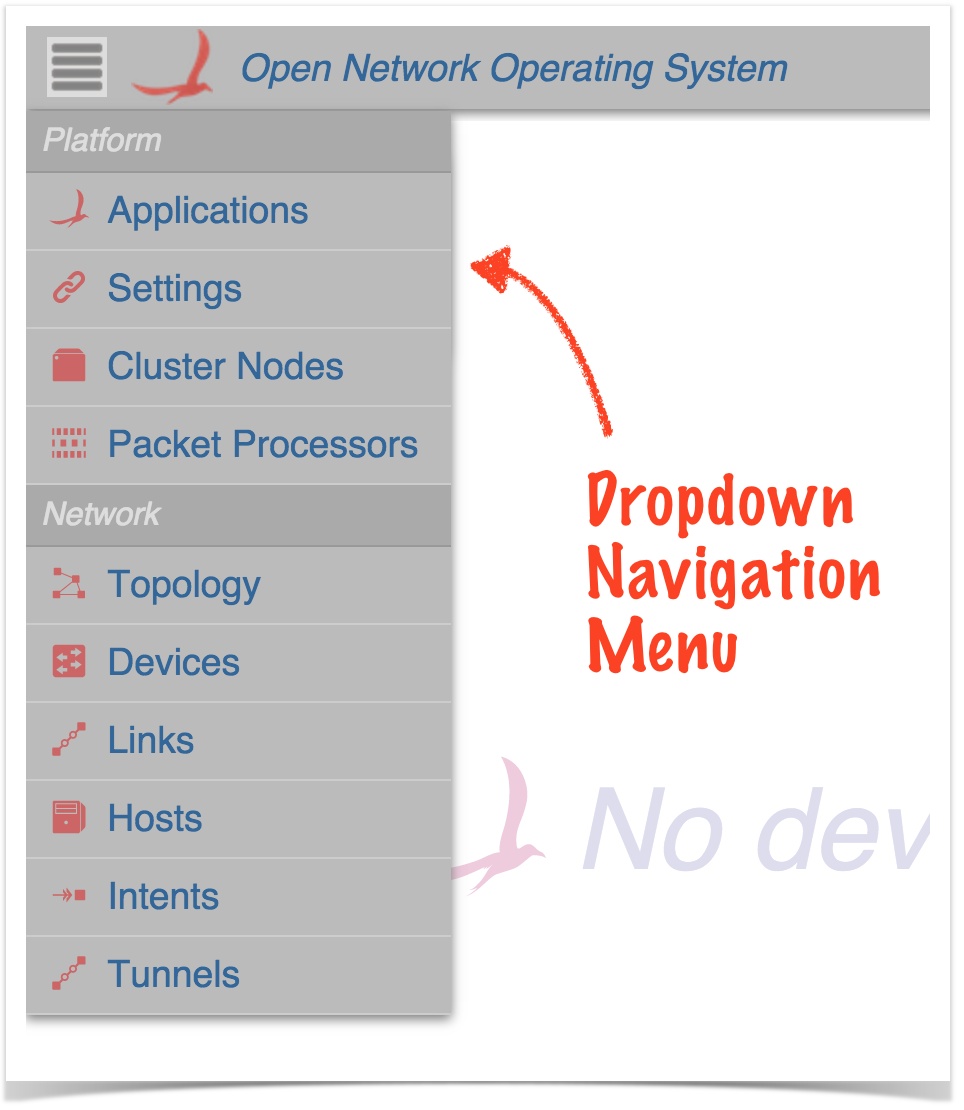 Open Network Operating System
Platform
Applications
Settings
Cluster Nodes
Packet Processors
Network
Topology
Devices
Links
Hosts
Intents
Tunnels
Dropdown
Navigation
Menu
No dev